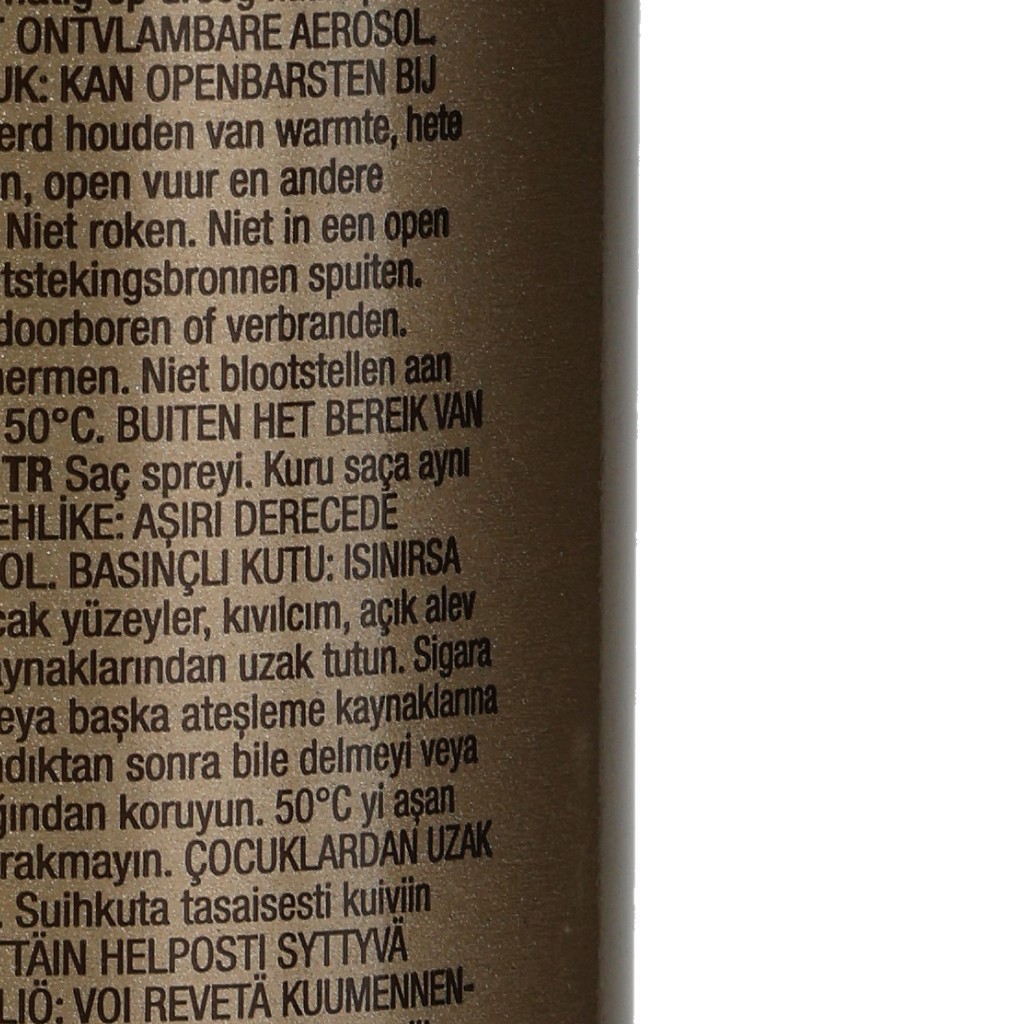 ONTVLAMBARE AEROSOL.
UK: KAN OPENBARSTEN BIJ
erd houden van warmte, hete
n, open vuur en andere
Niet roken. Niet in een open
tstekingsbronnen spuiten.
doorboren of verbranden.
ermen. Niet blootstellen aan
50°C. BUITEN HET BEREIK VAN
TR Saç spreyi. Kuru saça aynı
EHLİKE: AŞIRI DERECEDE
OL. BASINÇLI KUTU: ISINIRSA
cak yüzeyler, kıvılcım, açık alev
aynaklarından uzak tutun. Sigara
eya başka ateşleme kaynaklarına
ndıktan sonra bile delmeyi veya
ğından koruyun. 50°C yi aşan
rakmayın. ÇOCUKLARDAN UZAK
. Suihkuta tasaisesti kuiviin
TÄIN HELPOSTI SYTTYVÄ
LIÖ: VOI REVETÄ KUUMENNEN-